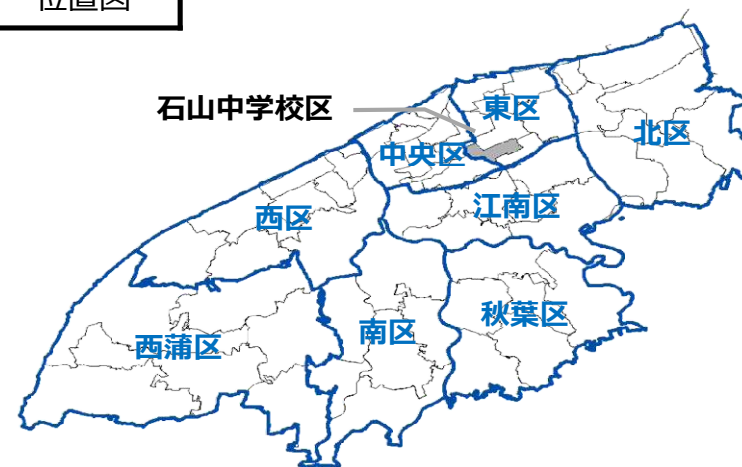 位置図
石山中学校区
東区
北区
中央区
江南区
西区
秋葉区
南区
西蒲区